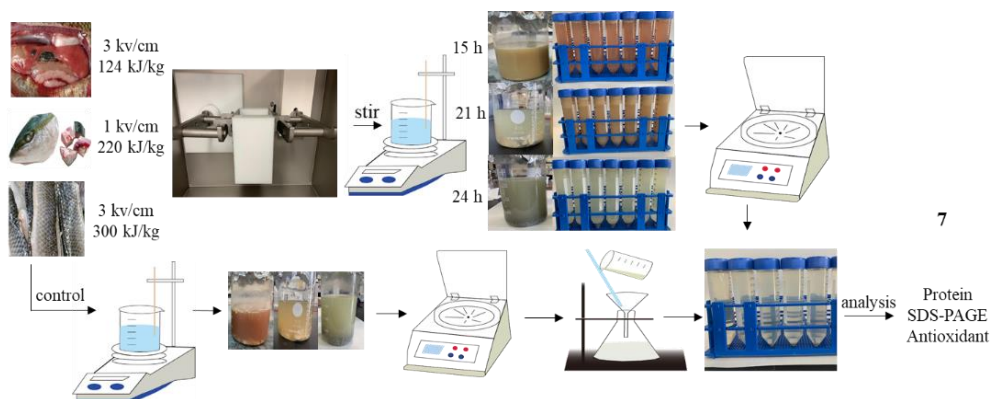 3 kv/cm
124 kJ/kg
1 kv/cm
220 kJ/kg
3 kv/cm
300 kJ/kg
stir
15 h
21 h
24 h
7
control
analysis
Protein
SDS-PAGE
Antioxidant